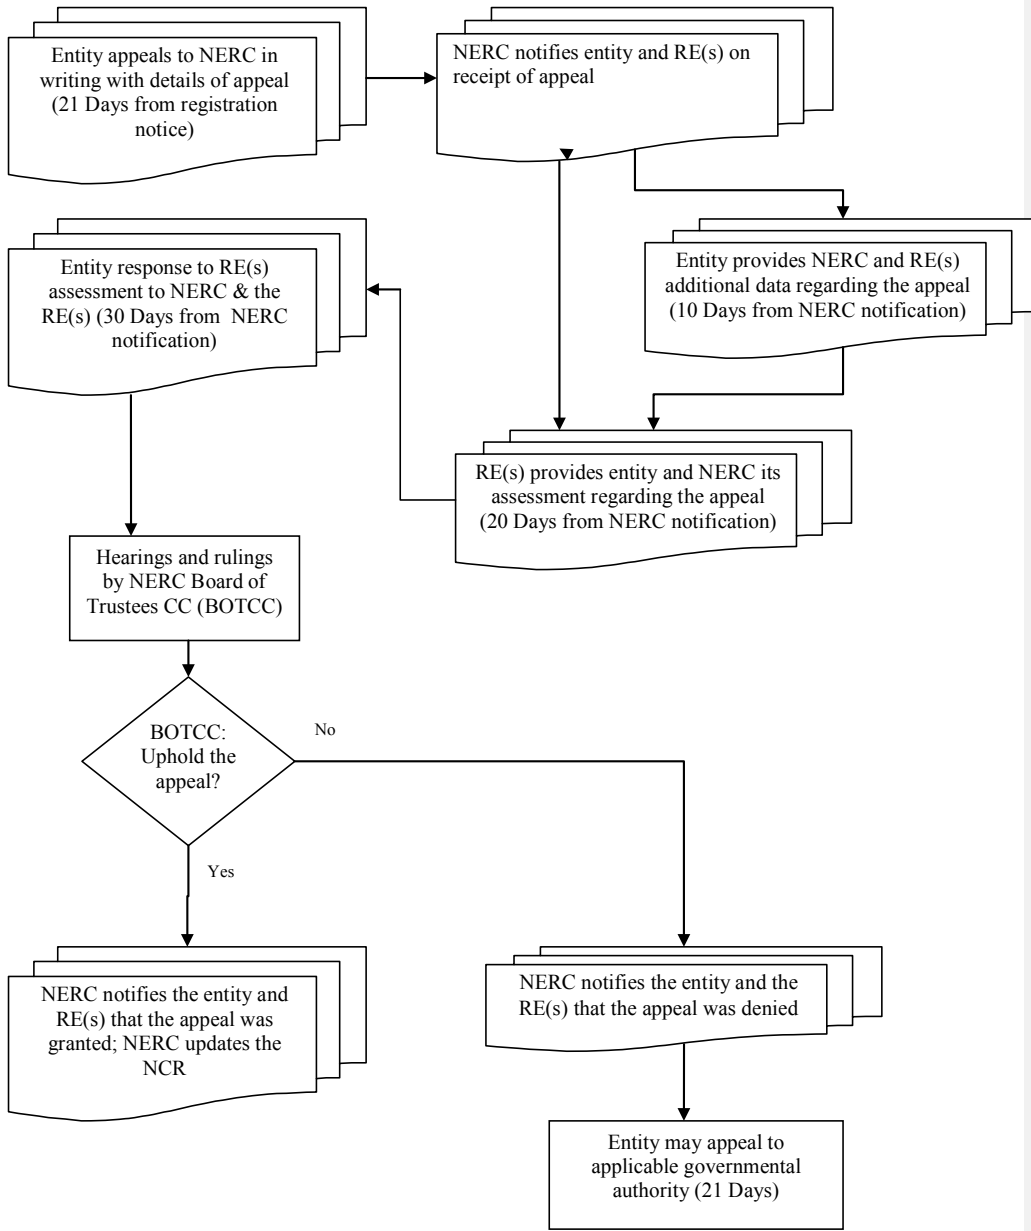 Entity appeals to NERC in
writing with details of appeal
(21 Days from registration
notice)
NERC notifies entity and RE(s) on
receipt of appeal
Entity provides NERC and RE(s)
additional data regarding the appeal
(10 Days from NERC notification)
Entity response to RE(s)
assessment to NERC & the
RE(s) (30 Days from NERC
notification)
RE(s) provides entity and NERC its
assessment regarding the appeal
(20 Days from NERC notification)
Hearings and rulings
by NERC Board of
Trustees CC (BOTCC)
BOTCC:
Uphold the
appeal?
No
Yes
NERC notifies the entity and
RE(s) that the appeal was
granted; NERC updates the
NCR
NERC notifies the entity and the
RE(s) that the appeal was denied
Entity may appeal to
applicable governmental
authority (21 Days)